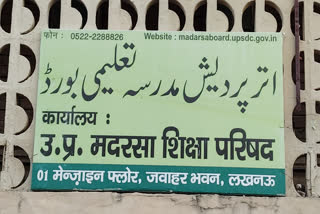 फोन : 0522-2288826 Website : madarsaboard.upsdc.gov.in
اتر پردیش مدرسہ تعلیمی بورڈ
कार्यालय :
उ.प्र. मदरसा शिक्षा परिषद
01 मेन्ज़ाइन फ्लोर, जवाहर भवन, लखनऊ